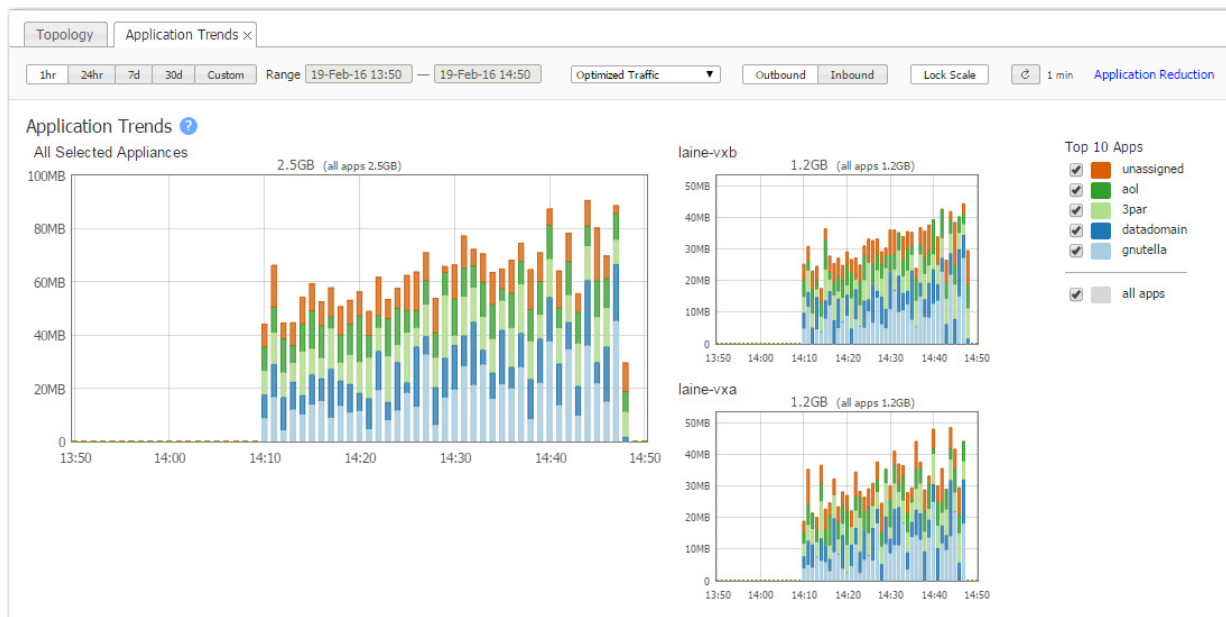 Topology Application Trends ×
1hr 24hr 7d 30d Custom Range 19-Feb-16 13:50 — 19-Feb-16 14:50 Optimized Traffic ▼ Outbound Inbound Lock Scale 1 min Application Reduction
Application Trends ?
All Selected Appliances
2.5GB (all apps 2.5GB)
100MB
80MB
60MB
40MB
20MB
0
13:50 14:00 14:10 14:20 14:30 14:40 14:50
laine-vxb
1.2GB (all apps 1.2GB)
50MB
40MB
30MB
20MB
10MB
0
13:50 14:00 14:10 14:20 14:30 14:40 14:50
laine-vxa
1.2GB (all apps 1.2GB)
50MB
40MB
30MB
20MB
10MB
0
13:50 14:00 14:10 14:20 14:30 14:40 14:50
Top 10 Apps
unassigned
aol
3par
datadomain
gnutella
all apps